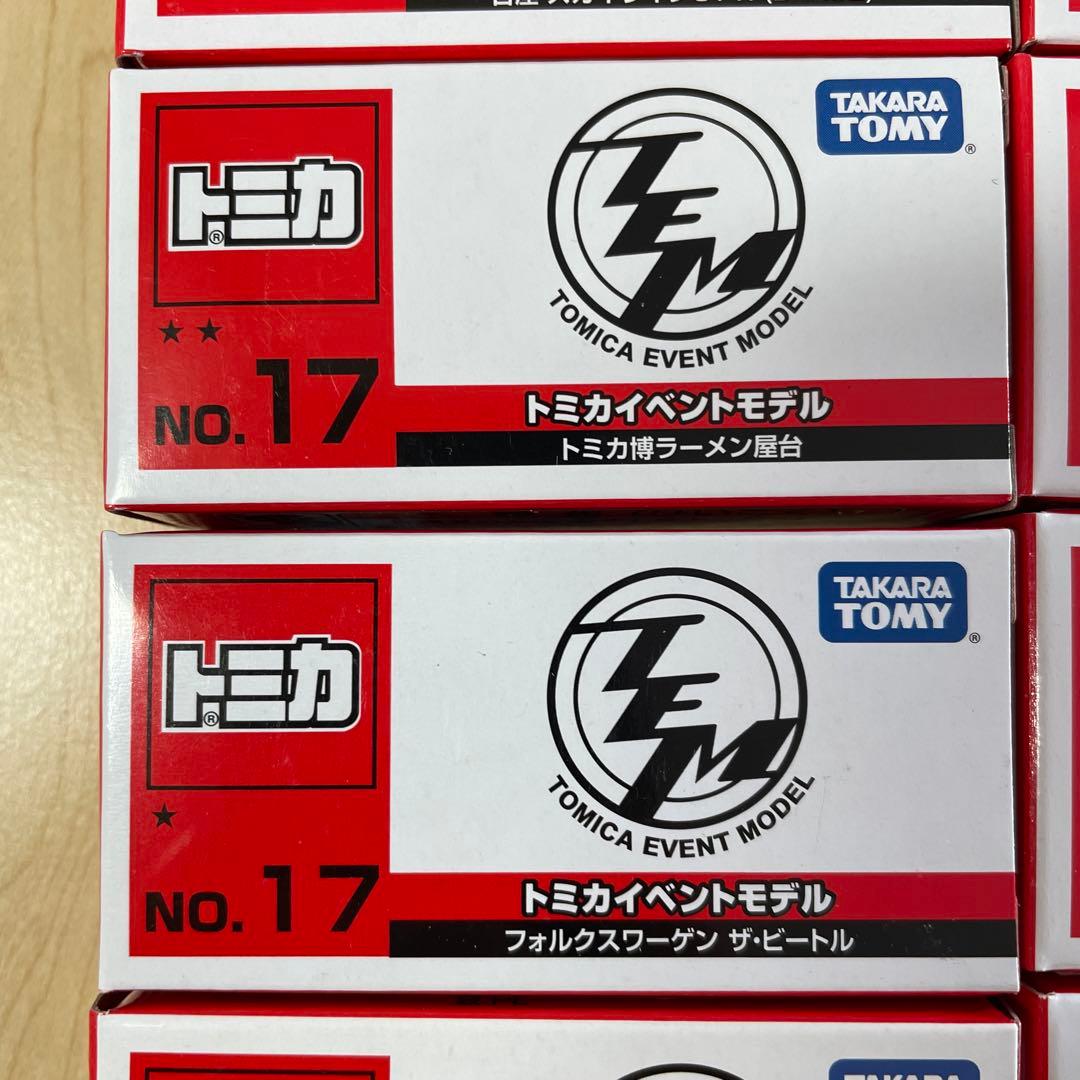 TAKARA
TOMY
®
トミカ
®
TEM
TOMICA EVENT MODEL
★★
NO.17
トミカイベントモデル
トミカ博ラーメン屋台
TAKARA
TOMY
®
トミカ
®
TEM
TOMICA EVENT MODEL
★
NO.17
トミカイベントモデル
フォルクスワーゲン ザ・ビートル
TAKARA